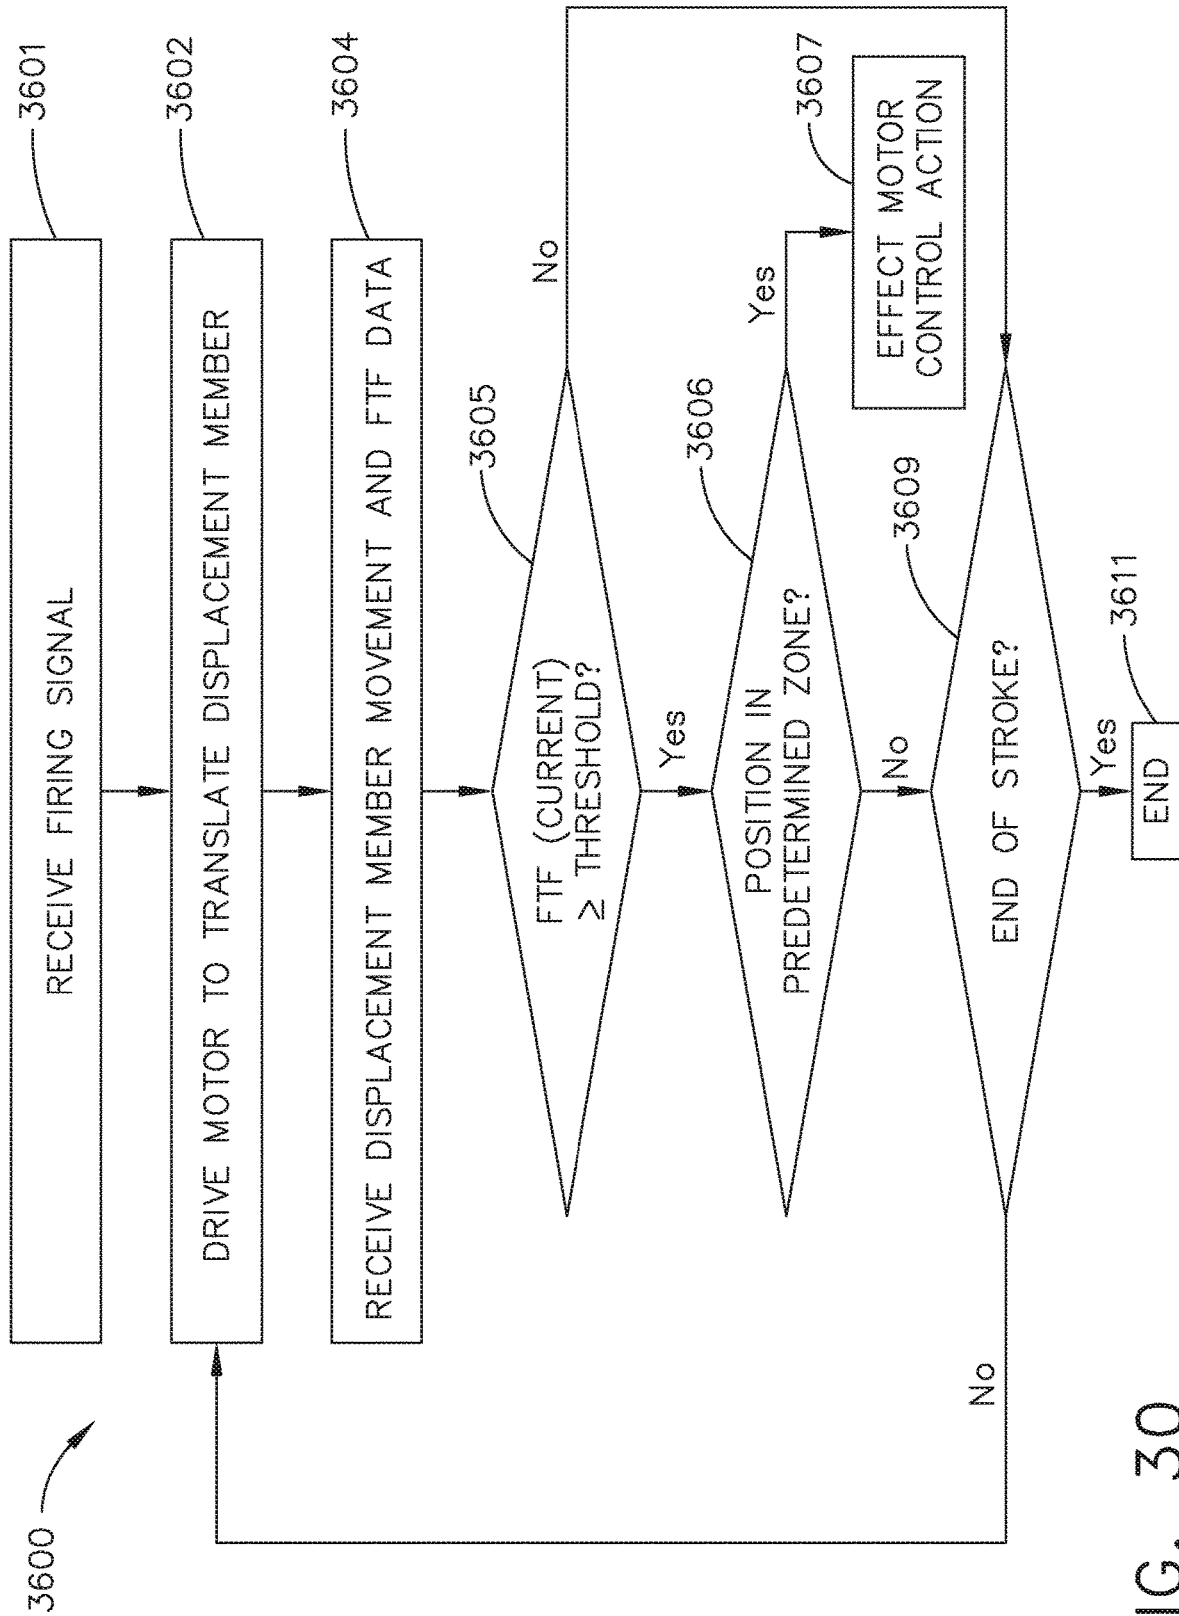 3600
3601
RECEIVE FIRING SIGNAL
3602
DRIVE MOTOR TO TRANSLATE DISPLACEMENT MEMBER
3604
RECEIVE DISPLACEMENT MEMBER MOVEMENT AND FTF DATA
3605
FTF (CURRENT)
≥ THRESHOLD?
No
Yes
3606
POSITION IN
PREDETERMINED ZONE?
Yes
3607
EFFECT MOTOR
CONTROL ACTION
No
3609
END OF STROKE?
No
Yes
3611
END
IG. 30